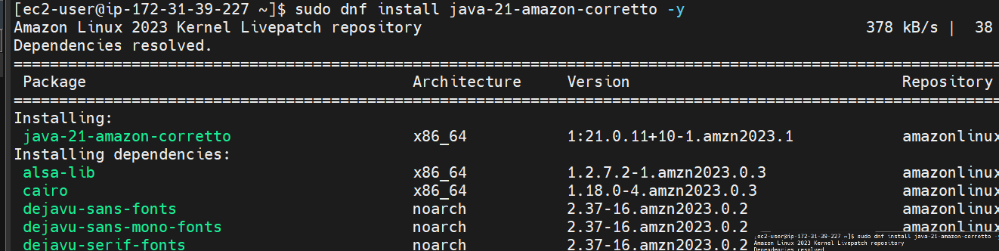 [ec2-user@ip-172-31-39-227 ~]$ sudo dnf install java-21-amazon-corretto -y
Amazon Linux 2023 Kernel Livepatch repository 378 kB/s | 38
Dependencies resolved.
Package Architecture Version Repository
Installing:
java-21-amazon-corretto x86_64 1:21.0.11+10-1.amzn2023.1 amazonlinux
Installing dependencies:
alsa-lib x86_64 1.2.7.2-1.amzn2023.0.3 amazonlinux
cairo x86_64 1.18.0-4.amzn2023.0.3 amazonlinux
dejavu-sans-fonts noarch 2.37-16.amzn2023.0.2 amazonlinux
dejavu-sans-mono-fonts noarch 2.37-16.amzn2023.0.2 amazonlinux
dejavu-serif-fonts noarch 2.37-16.amzn2023.0.2
[ec2-user@ip-172-31-39-227 ~]$ sudo dnf install java-21-amazon-corretto -
Amazon Linux 2023 Kernel Livepatch repository
Dependencies resolved